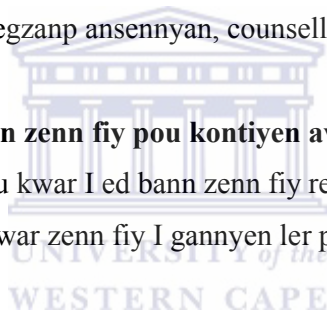 egzanp ansennyan, counsell
n zenn fiy pou kontiyen av
u kwar I ed bann zenn fiy re
war zenn fiy I gannyen ler p
UNIVERSITY of the
WESTERN CAPE